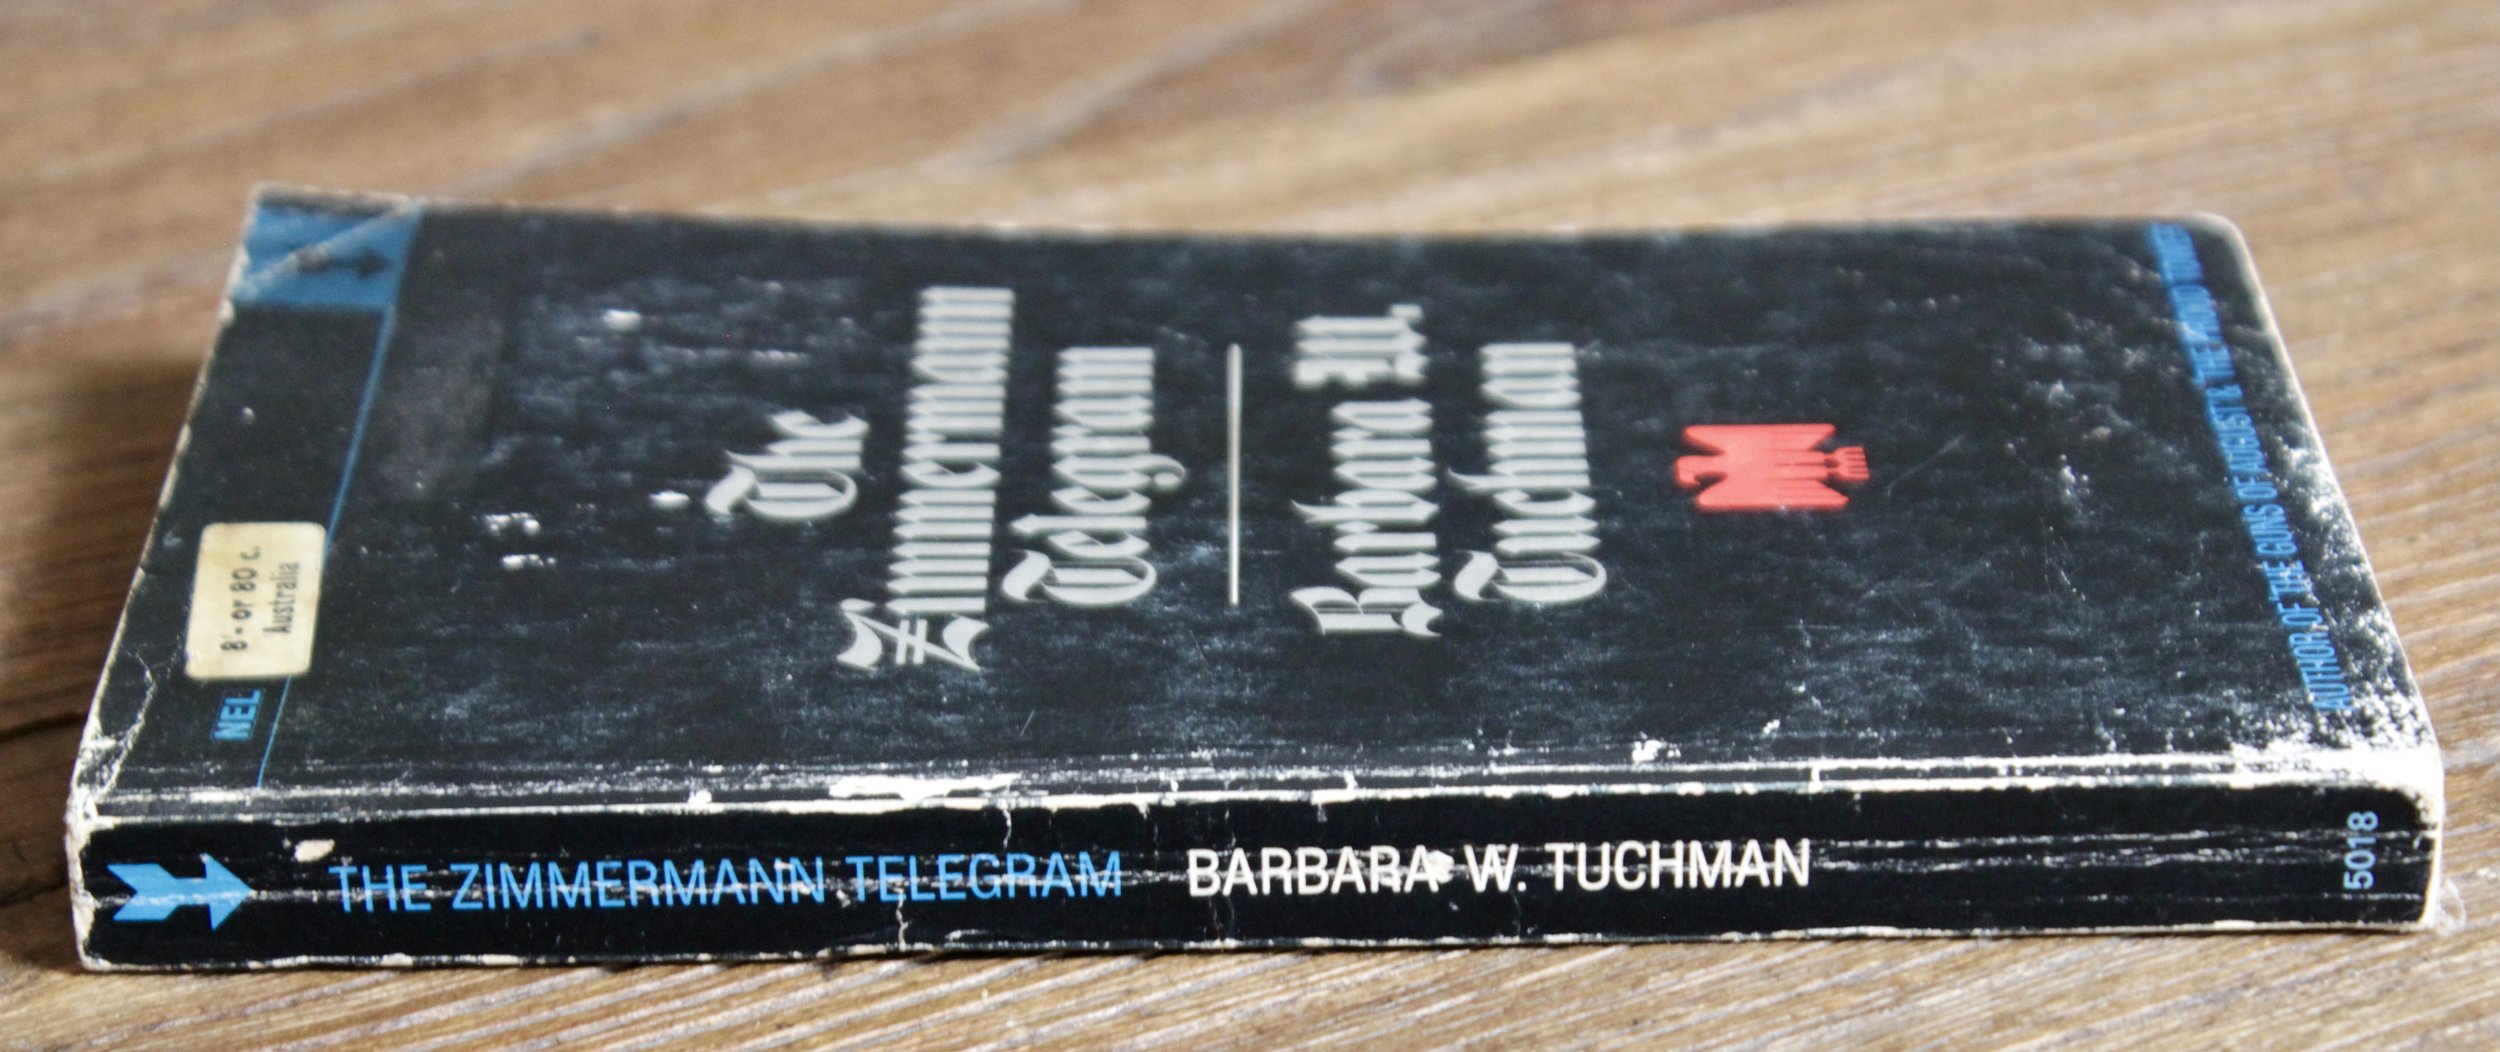 NEL
8'- or 80 c.
Australia
The
Zimmermann
Telegram
Barbara W.
Tuchman
AUTHOR OF 'THE GUNS OF AUGUST' & 'THE PROUD TOWER'
THE ZIMMERMANN TELEGRAM BARBARA W. TUCHMAN 5018